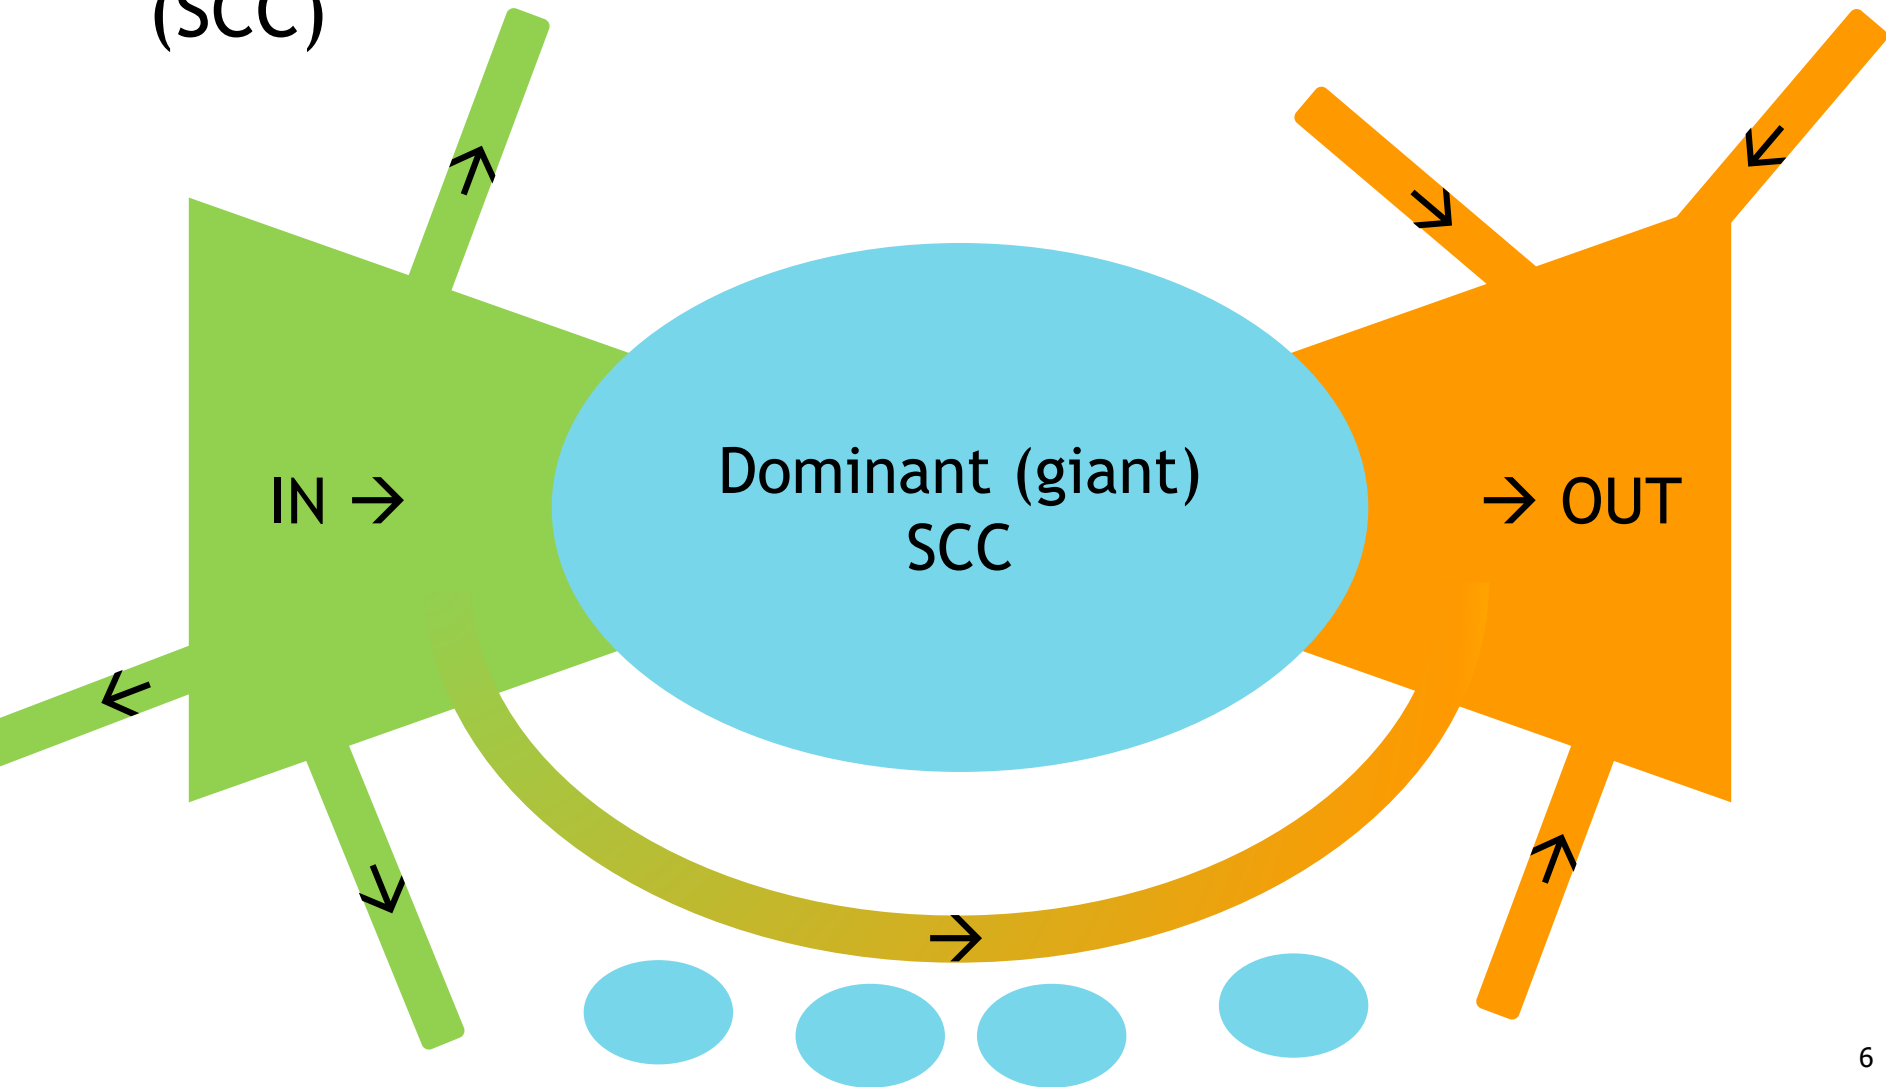 (SCC)
IN →
Dominant (giant)
SCC
→ OUT
6